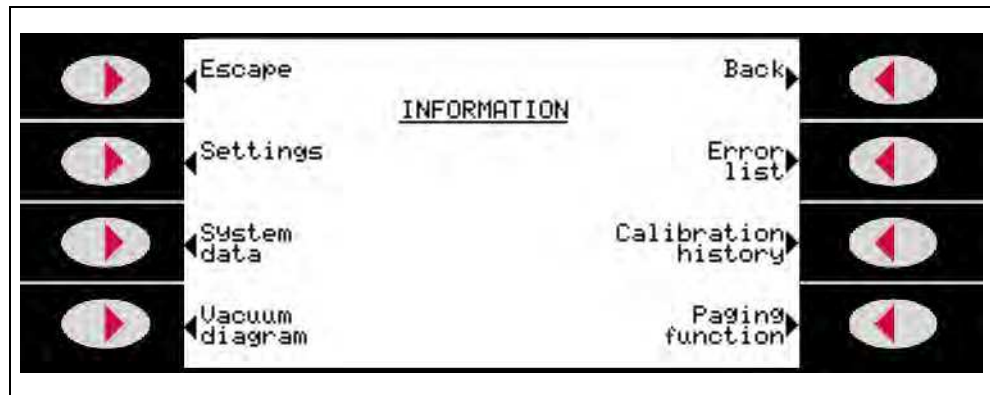 Escape
Back
INFORMATION
Settings
Error
list
System
data
Calibration
history
Vacuum
diagram
Paging
function